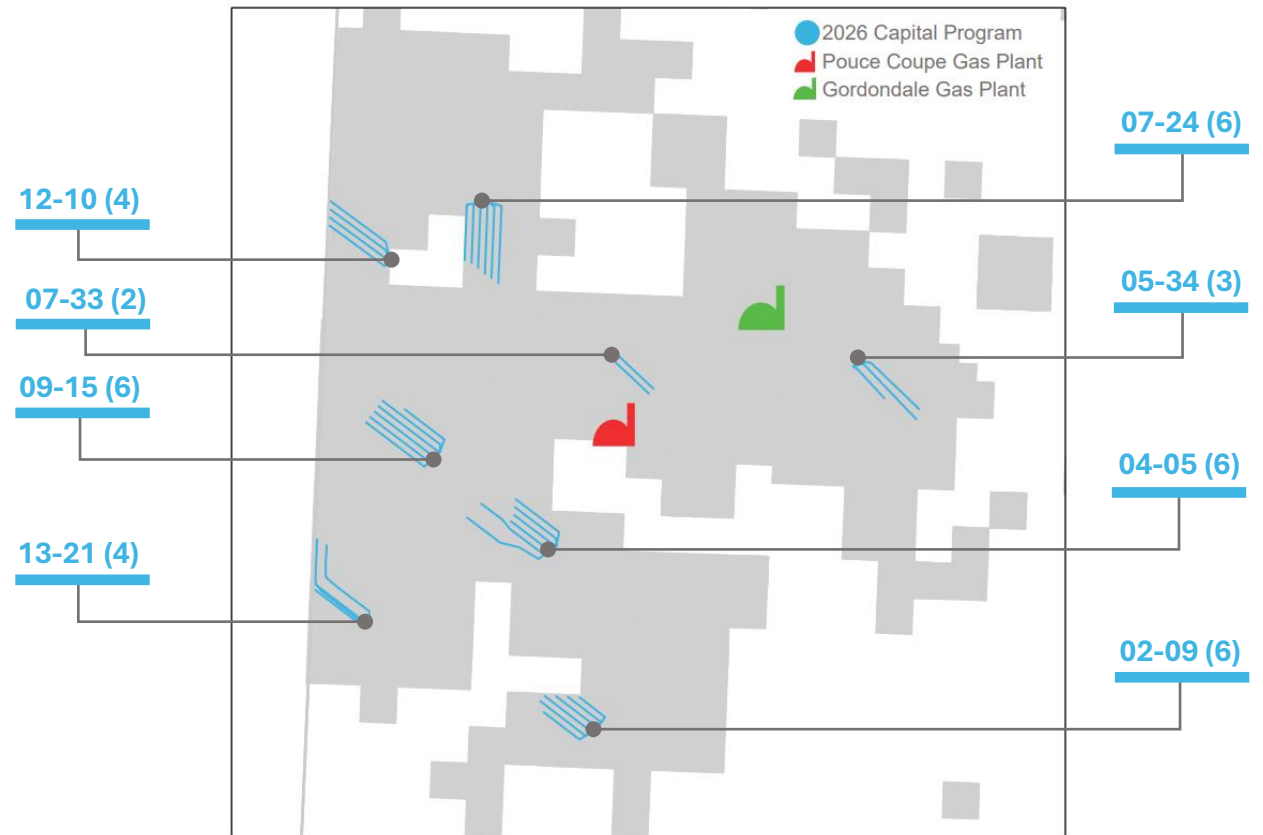 2026 Capital Program
Pouce Coupe Gas Plant
Gordondale Gas Plant
12-10 (4)
07-33 (2)
09-15 (6)
13-21 (4)
07-24 (6)
05-34 (3)
04-05 (6)
02-09 (6)